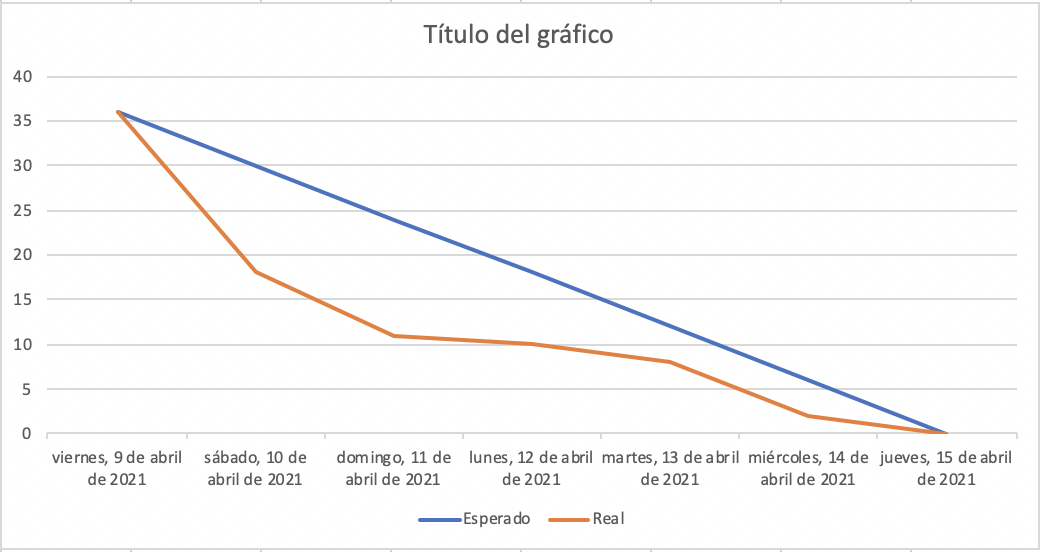 Título del gráfico
40
35
30
25
20
15
10
5
0
viernes, 9 de abril de 2021
sábado, 10 de abril de 2021
domingo, 11 de abril de 2021
lunes, 12 de abril de 2021
martes, 13 de abril de 2021
miércoles, 14 de abril de 2021
jueves, 15 de abril de 2021
Esperado
Real